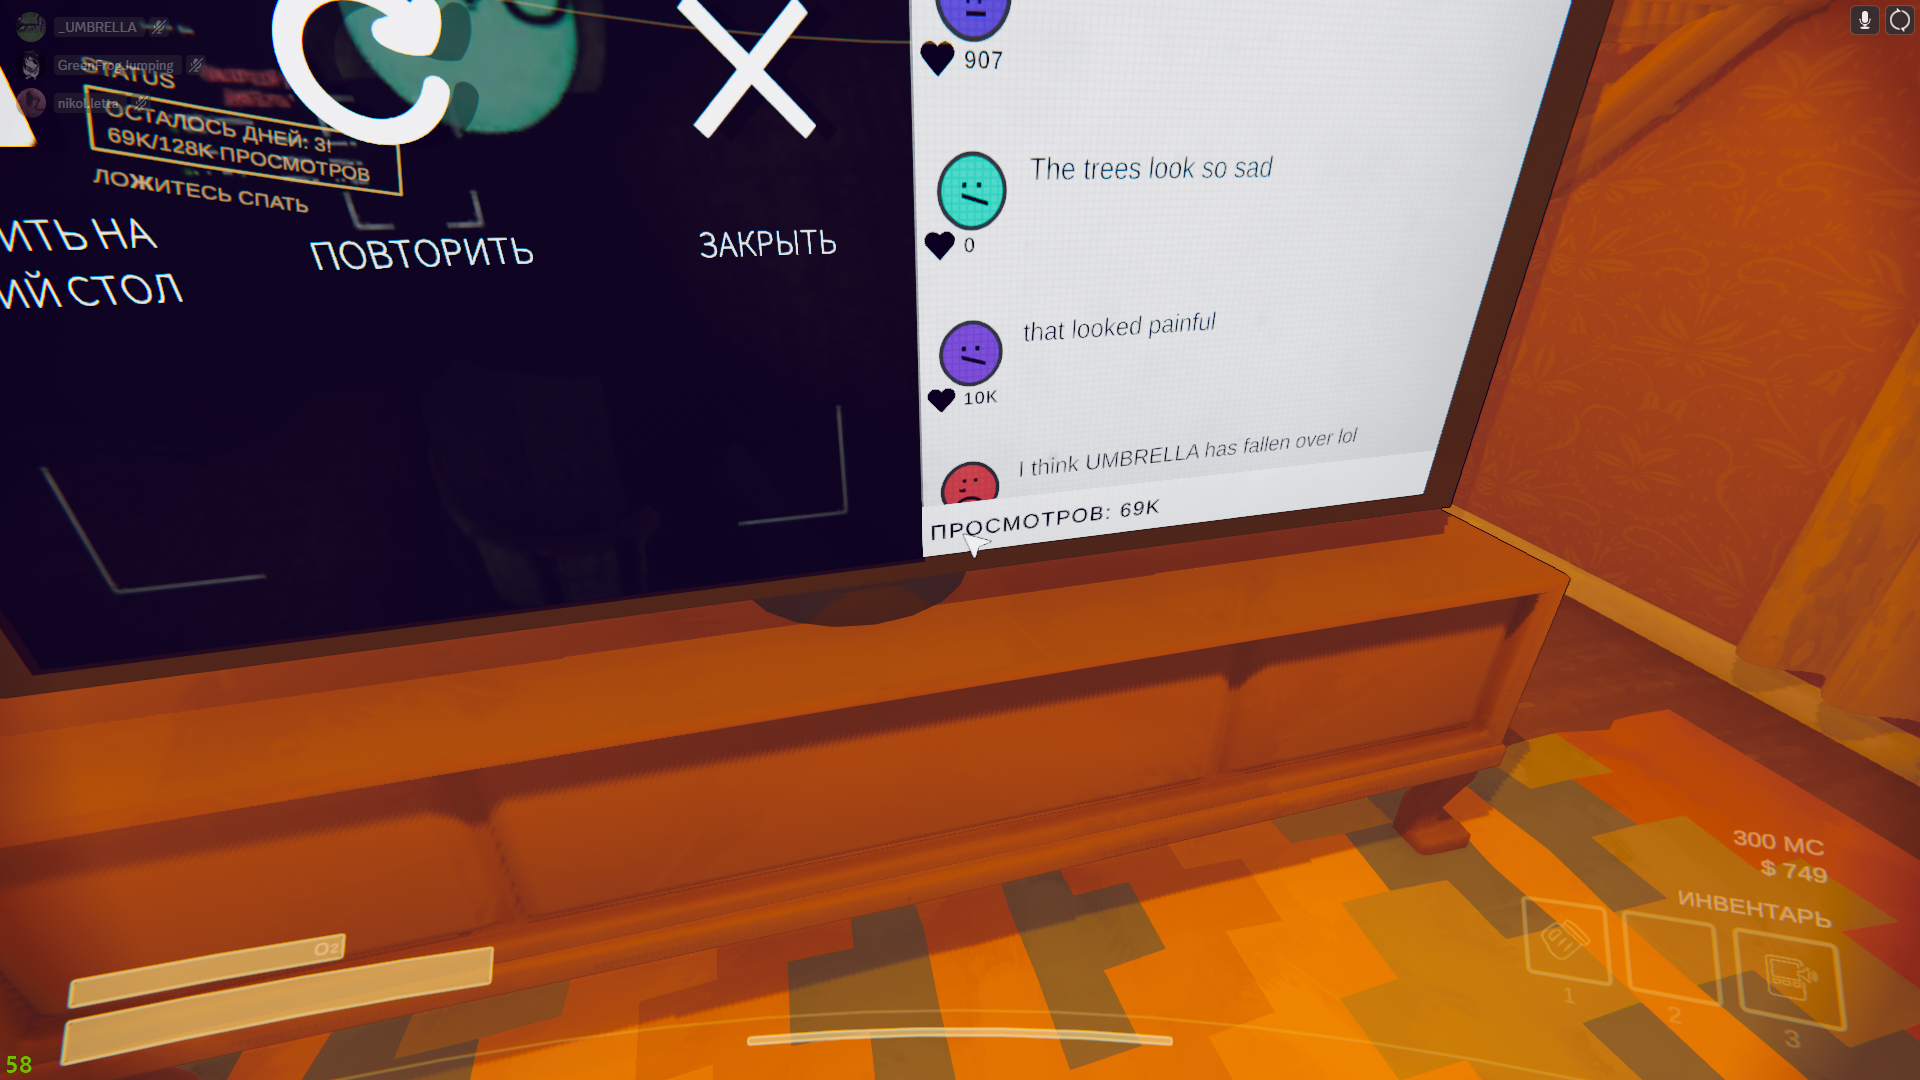 _UMBRELLA
GreenFrogJumping
nikol.letta
STATUS
ОСТАЛОСЬ ДНЕЙ: 3!
69K/128K ПРОСМОТРОВ
ЛОЖИТЕСЬ СПАТЬ
ИТЬ НА
ИЙ СТОЛ
ПОВТОРИТЬ
ЗАКРЫТЬ
907
The trees look so sad
0
that looked painful
10K
I think UMBRELLA has fallen over lol
ПРОСМОТРОВ: 69K
300 MC
$ 749
ИНВЕНТАРЬ
1
2
3
O2
58